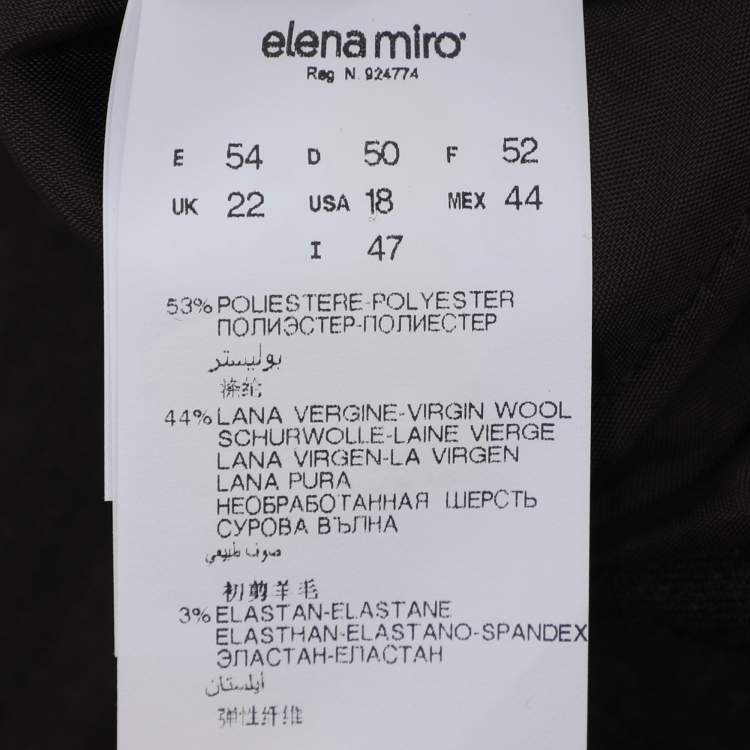 elena miro
Reg N. 924774
E 54 D 50 F 52
UK 22 USA 18 MEX 44
I 47
53% POLIESTERE-POLYESTER
ПОЛИЭСТЕР-ПОЛИЕСТЕР
بوليستر
涤纶
44% LANA VERGINE-VIRGIN WOOL
SCHURWOLLE-LAINE VIERGE
LANA VIRGEN-LA VIRGEN
LANA PURA
НЕОБРАБОТАННАЯ ШЕРСТЬ
СУРОВА ВЪЛНА
صوف طبيعي
初剪羊毛
3% ELASTAN-ELASTANE
ELASTHAN-ELASTANO-SPANDEX
ЭЛАСТАН-ЕЛАСТАН
ايلستان
弹性纤维